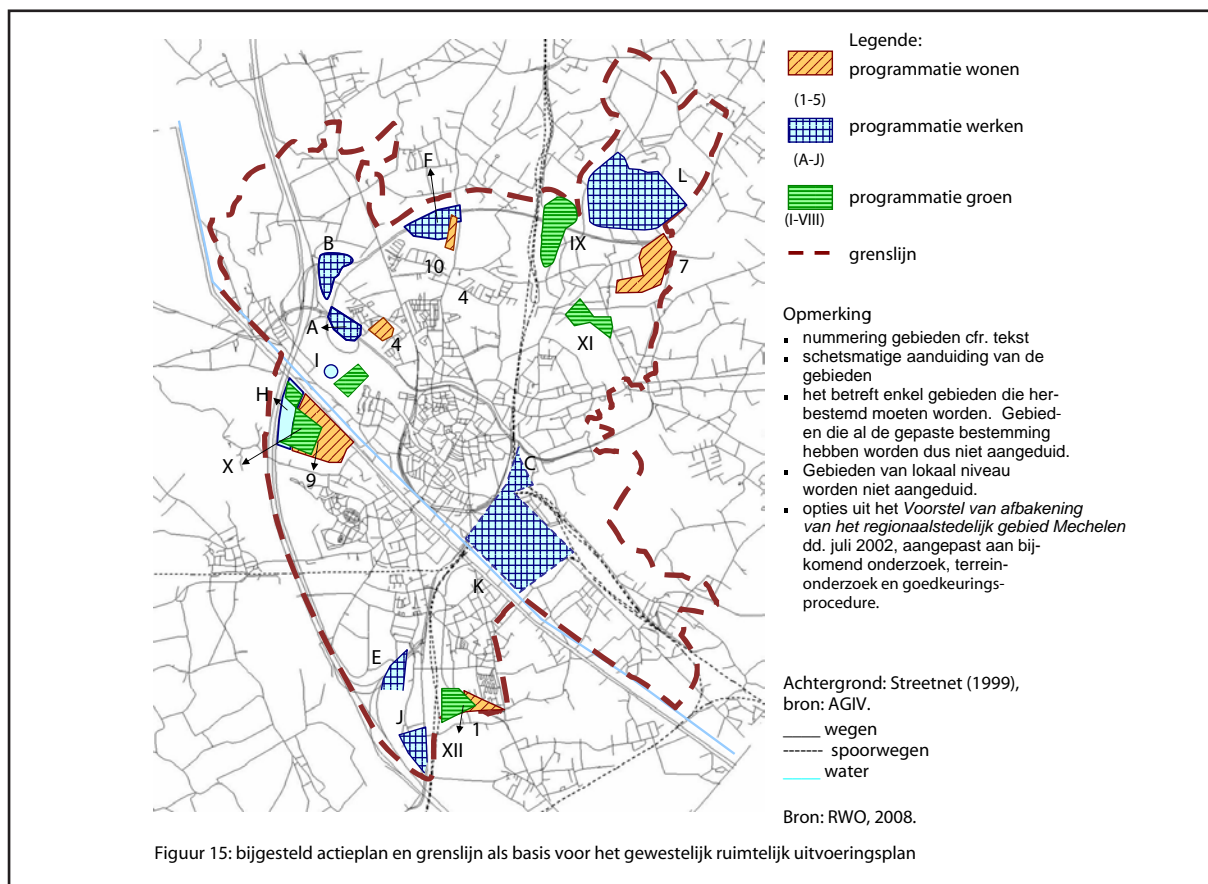 Legende:
programmatie wonen
(1-5)
programmatie werken
(A-J)
programmatie groen
(I-VIII)
grenslijn
F
L
B
IX
10
7
4
A
4
XI
I
H
X
9
C
K
E
J
1
XII
Opmerking
▪ nummering gebieden cfr. tekst
▪ schetsmatige aanduiding van de
gebieden
▪ het betreft enkel gebieden die her-
bestemd moeten worden. Gebied-
en die al de gepaste bestemming
hebben worden dus niet aangeduid.
▪ Gebieden van lokaal niveau
worden niet aangeduid.
▪ opties uit het Voorstel van afbakening
van het regionaalstedelijk gebied Mechelen
dd. juli 2002, aangepast aan bij-
komend onderzoek, terrein-
onderzoek en goedkeurings-
procedure.
Achtergrond: Streetnet (1999),
bron: AGIV.
wegen
spoorwegen
water
Bron: RWO, 2008.
Figuur 15: bijgesteld actieplan en grenslijn als basis voor het gewestelijk ruimtelijk uitvoeringsplan